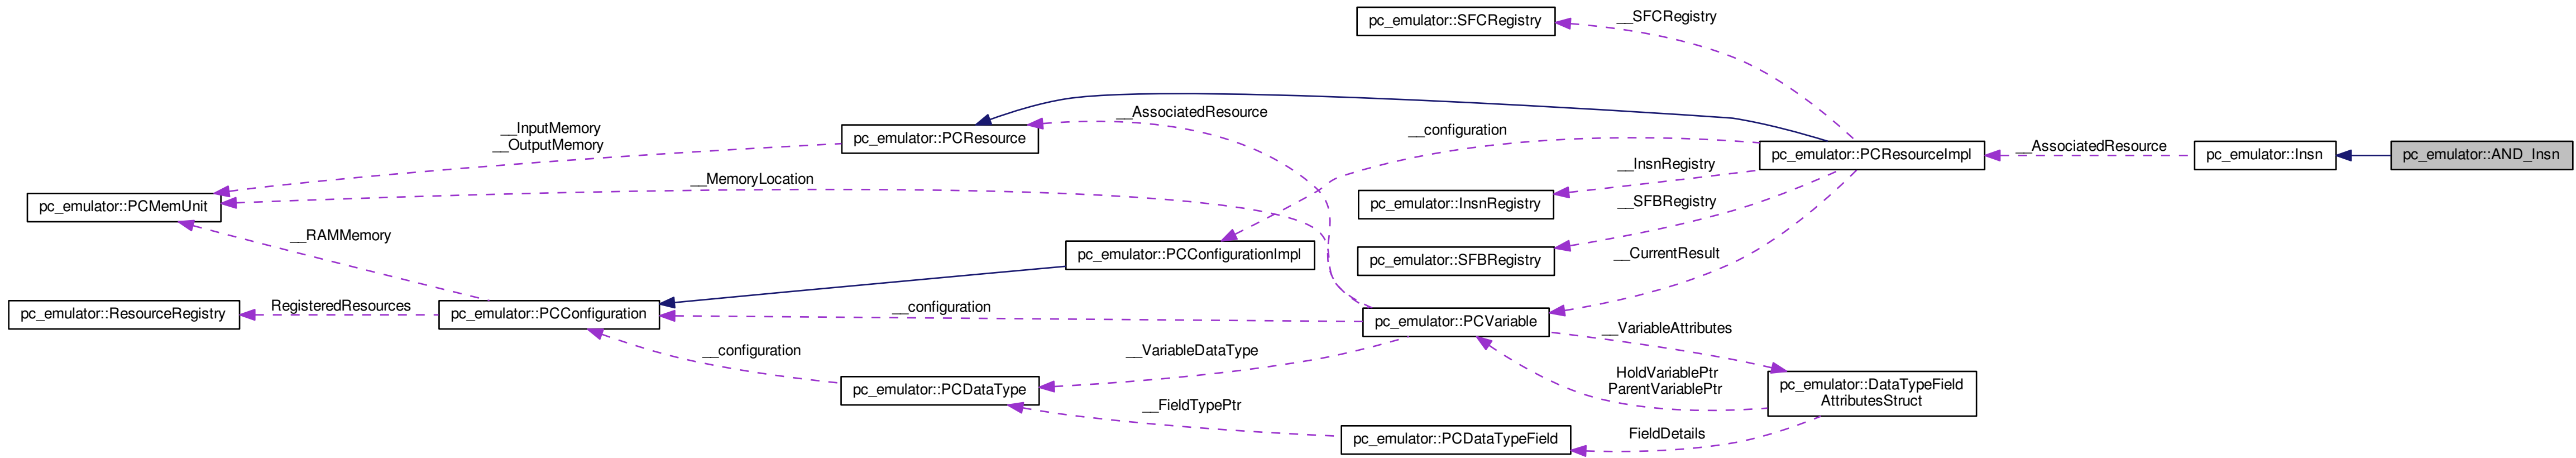 pc_emulator::SFCRegistry
__SFCRegistry
__AssociatedResource
__InputMemory
__OutputMemory
pc_emulator::PCResource
__configuration
pc_emulator::PCResourceImpl
__AssociatedResource
pc_emulator::Insn
pc_emulator::AND_Insn
__InsnRegistry
__MemoryLocation
pc_emulator::PCMemUnit
pc_emulator::InsnRegistry
__SFBRegistry
__RAMMemory
pc_emulator::PCConfigurationImpl
pc_emulator::SFBRegistry
__CurrentResult
RegisteredResources
pc_emulator::ResourceRegistry
pc_emulator::PCConfiguration
__configuration
pc_emulator::PCVariable
__VariableAttributes
__configuration
__VariableDataType
HoldVariablePtr
ParentVariablePtr
pc_emulator::DataTypeField
AttributesStruct
pc_emulator::PCDataType
__FieldTypePtr
pc_emulator::PCDataTypeField
FieldDetails